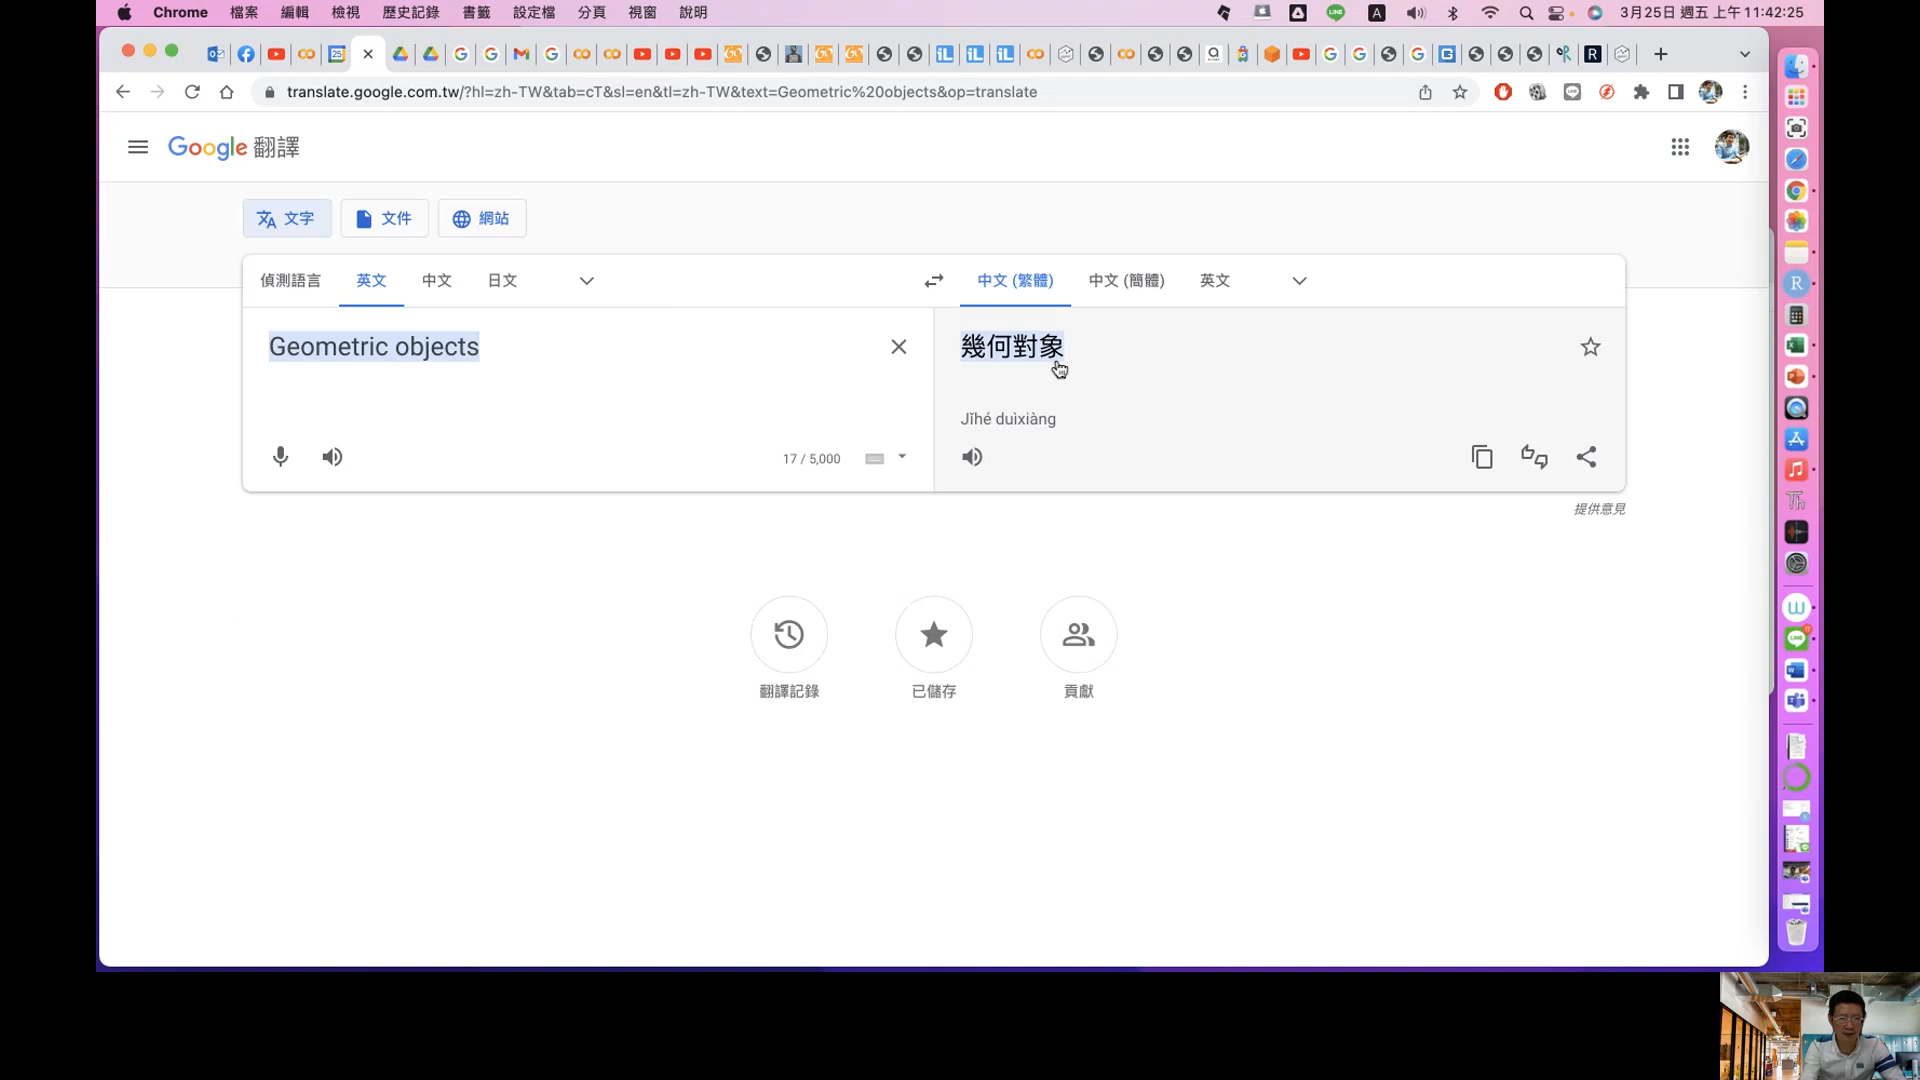 Chrome 檔案 編輯 檢視 歷史記錄 書籤 設定檔 分頁 視窗 說明 3月25日 週五 上午11:42:25
translate.google.com.tw/?hl=zh-TW&tab=cT&sl=en&tl=zh-TW&text=Geometric%20objects&op=translate
Google 翻譯
文字 文件 網站
偵測語言 英文 中文 日文 中文 (繁體) 中文 (簡體) 英文
Geometric objects 幾何對象
Jǐhé duìxiàng
17 / 5,000
提供意見
翻譯記錄 已儲存 貢獻